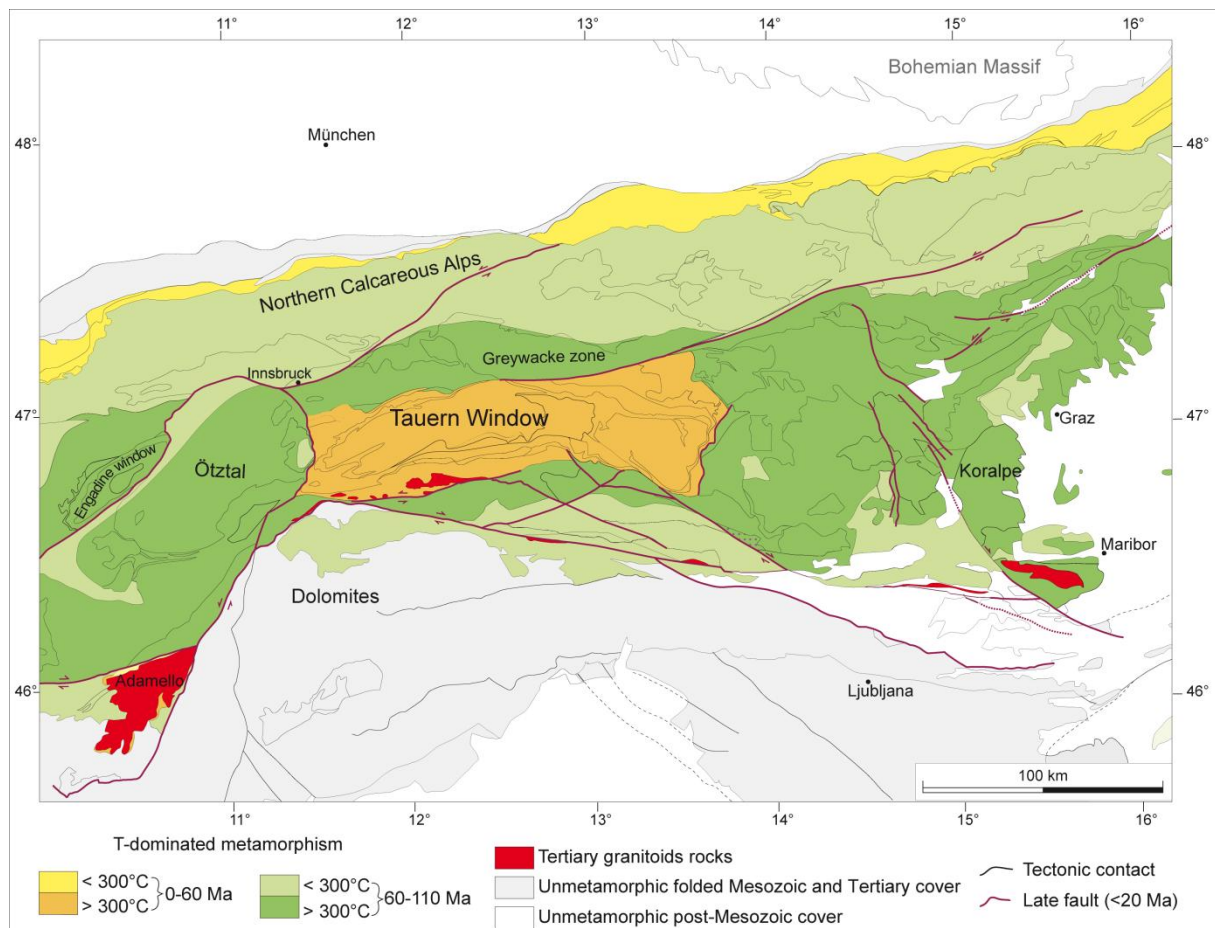 11°
12°
13°
14°
15°
16°
Bohemian Massif
München
48°
48°
Northern Calcareous Alps
Greywacke zone
Innsbruck
47°
47°
Tauern Window
Graz
Engadine window
Ötztal
Koralpe
Maribor
Dolomites
Adamello
46°
46°
Ljubljana
100 km
11°
12°
13°
14°
15°
16°
T-dominated metamorphism
< 300°C
> 300°C
0-60 Ma
< 300°C
> 300°C
60-110 Ma
Tertiary granitoids rocks
Unmetamorphic folded Mesozoic and Tertiary cover
Unmetamorphic post-Mesozoic cover
Tectonic contact
Late fault (<20 Ma)